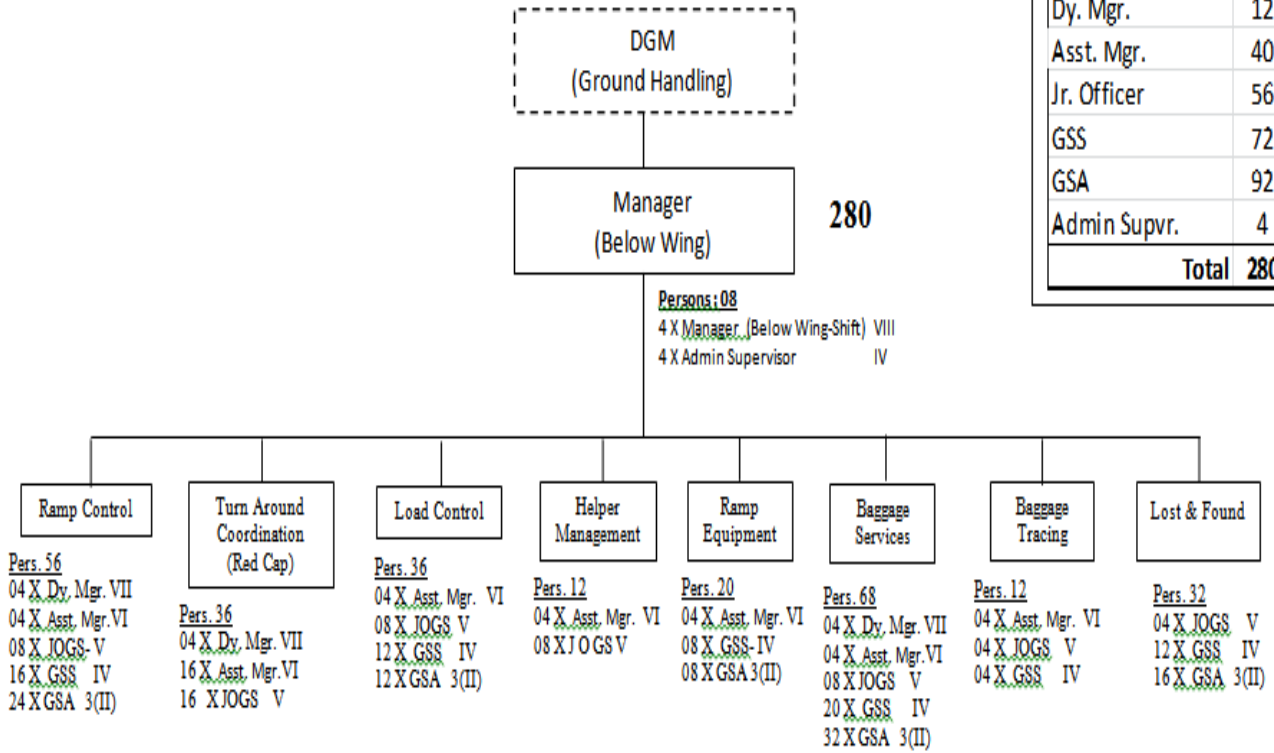 DGM
(Ground Handling)
Manager
(Below Wing)
280
Dy. Mgr. 12
Asst. Mgr. 40
Jr. Officer 56
GSS 72
GSA 92
Admin Supvr. 4
Total 280
Persons; 08
4 X Manager (Below Wing-Shift) VIII
4 X Admin Supervisor IV
Ramp Control
Pers. 56
04 X Dy. Mgr. VII
04 X Asst. Mgr. VI
08 X JOGS- V
16 X GSS IV
24 X GSA 3(II)
Turn Around
Coordination
(Red Cap)
Pers. 36
04 X Dy. Mgr. VII
16 X Asst. Mgr. VI
16 X JOGS V
Load Control
Pers. 36
04 X Asst. Mgr. VI
08 X JOGS V
12 X GSS IV
12 X GSA 3(II)
Helper
Management
Pers. 12
04 X Asst. Mgr. VI
08 X J O GS V
Ramp
Equipment
Pers. 20
04 X Asst. Mgr. VI
08 X GSS- IV
08 X GSA 3(II)
Baggage
Services
Pers. 68
04 X Dy. Mgr. VII
04 X Asst. Mgr. VI
08 X JOGS V
20 X GSS IV
32 X GSA 3(II)
Baggage
Tracing
Pers. 12
04 X Asst. Mgr. VI
04 X JOGS V
04 X GSS IV
Lost & Found
Pers. 32
04 X JOGS V
12 X GSS IV
16 X GSA 3(II)